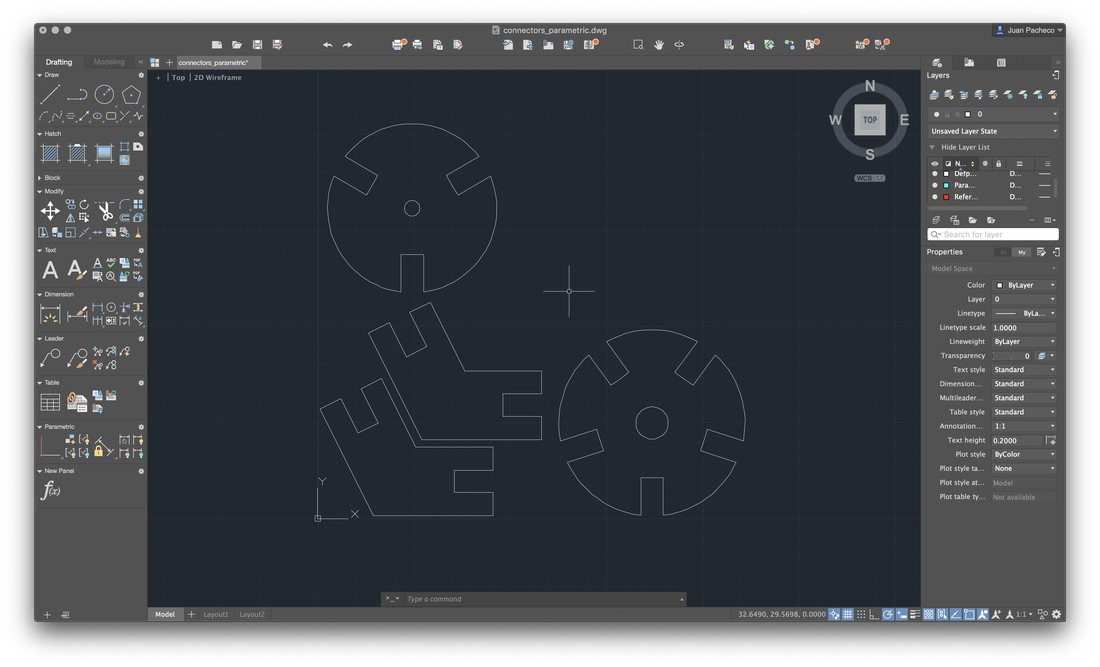 connectors_parametric.dwg
Juan Pacheco
Drafting
Modeling
connectors_parametric*
Layers
Draw
+ | Top | 2D Wireframe
N
W
TOP
E
S
WCS
0
Unsaved Layer State
Hatch
Hide Layer List
N...
Defp... D...
Block
Para... D...
Modify
Refer... D...
Search for layer
Text
A
Properties
My
Model Space
Color ByLayer
Dimension
Layer 0
Linetype ByLa...
Linetype scale 1.0000
Leader
Lineweight ByLayer
Transparency 0
Text style Standard
Table
Dimension... Standard
Multileader... Standard
Table style Standard
Parametric
Annotation... 1:1
Text height 0.2000
Plot style ByColor
New Panel
Plot style ta... None
f(x)
Plot style at... Model
Plot table ty... Not available
Y
X
>_ Type a command
Model
Layout1
Layout2
32.6490, 29.5698, 0.0000
1:1